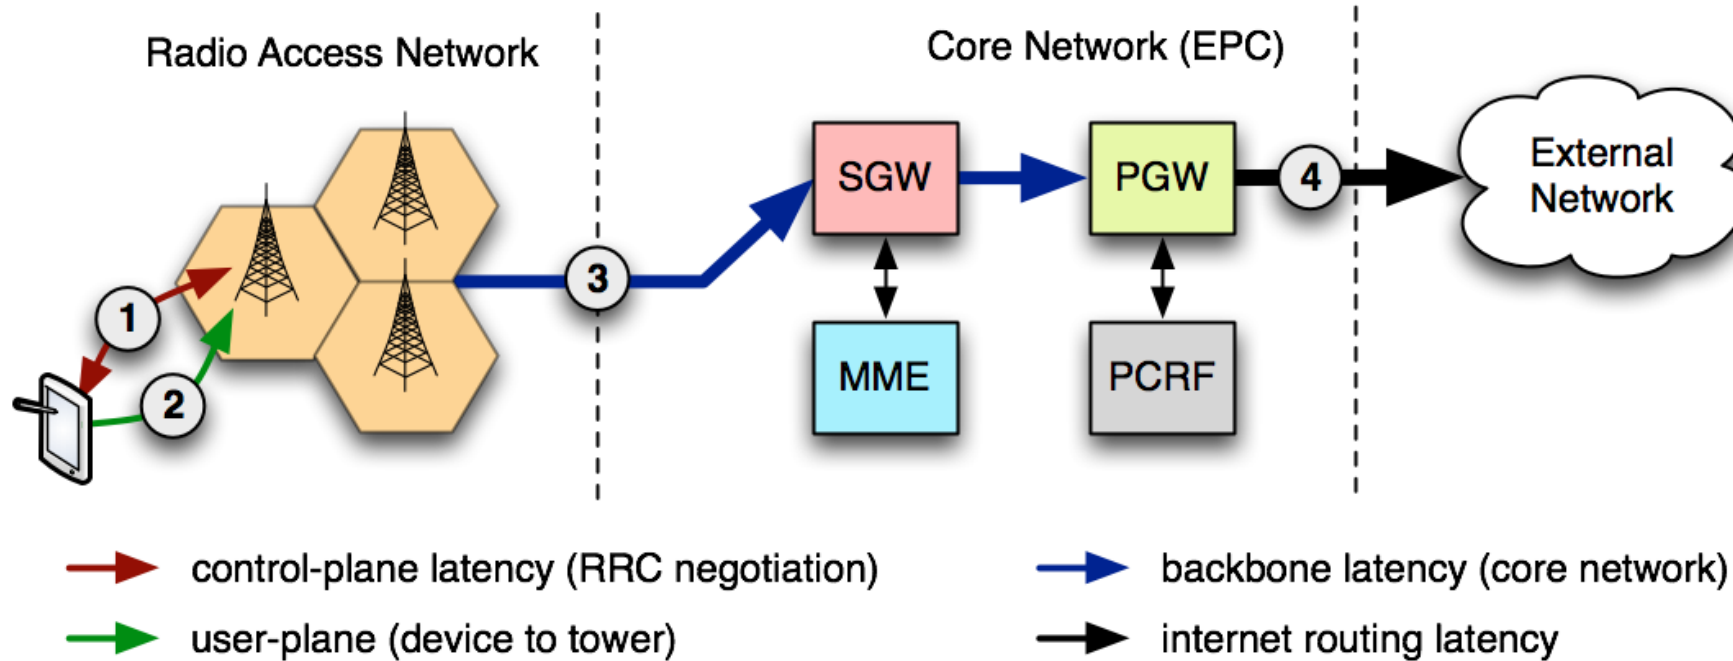 Radio Access Network
Core Network (EPC)
SGW
PGW
4
External
Network
3
1
2
MME
PCRF
control-plane latency (RRC negotiation)
backbone latency (core network)
user-plane (device to tower)
internet routing latency